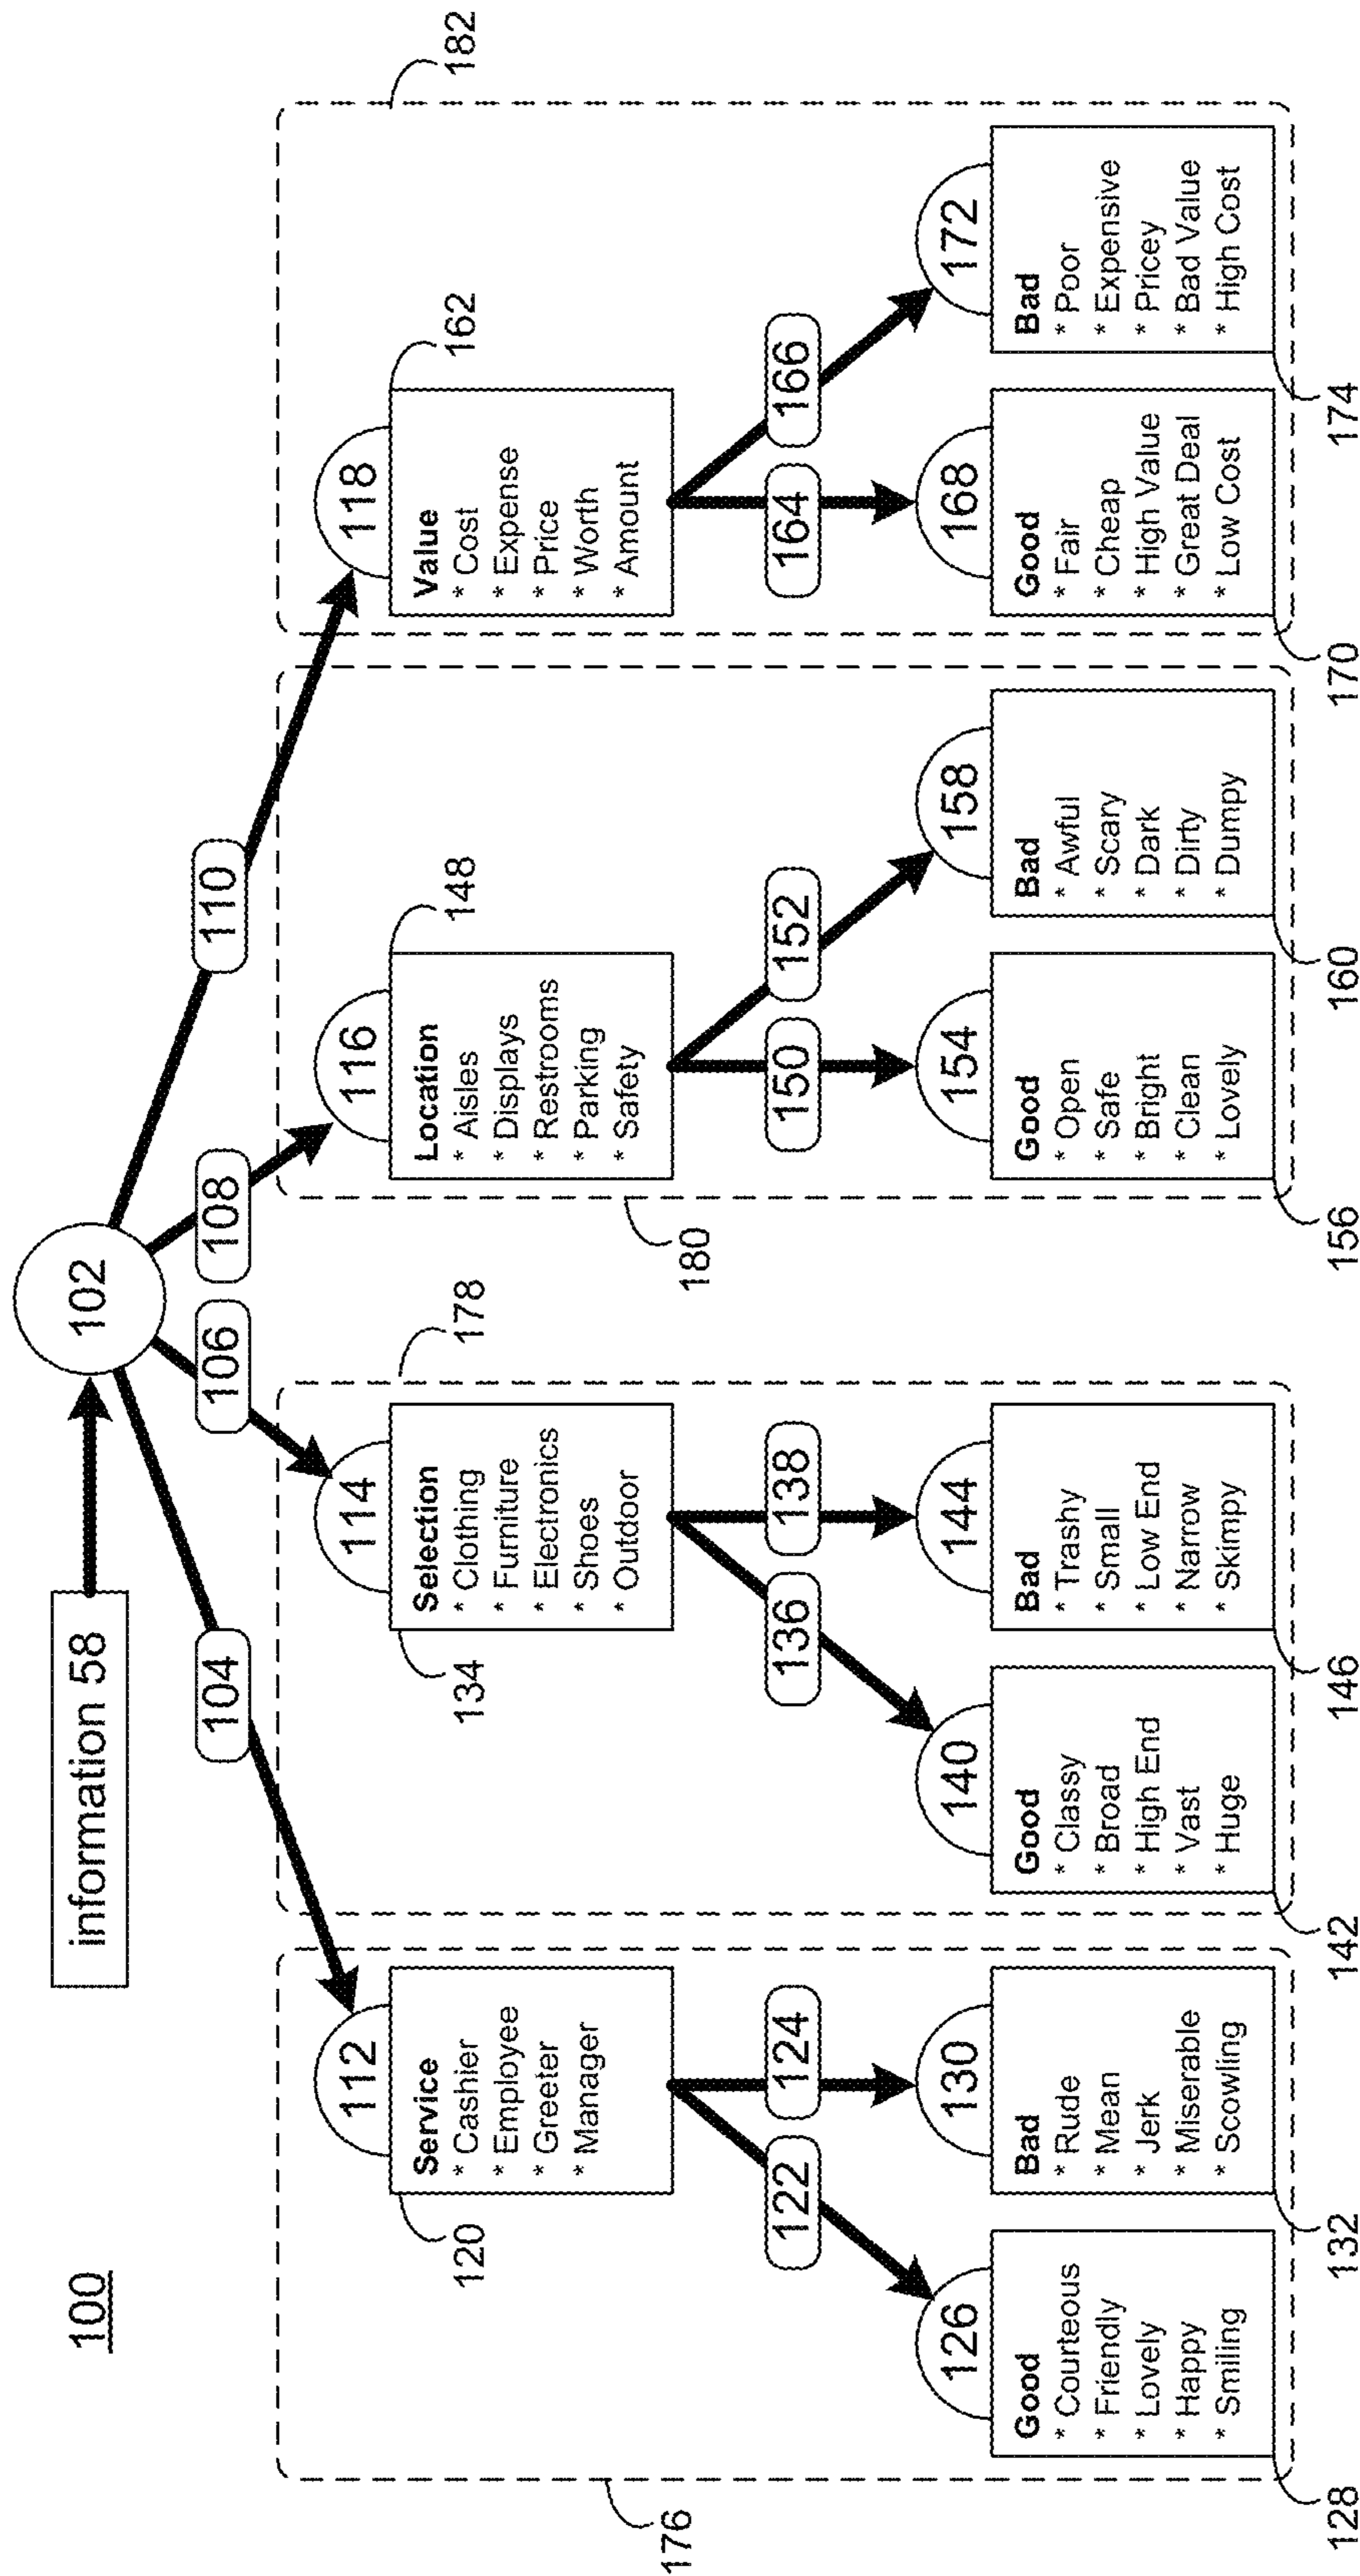 100
information 58
102
104
106
108
110
176
112
120
Service
* Cashier
* Employee
* Greeter
* Manager
122
124
126
Good
* Courteous
* Friendly
* Lovely
* Happy
* Smiling
128
130
Bad
* Rude
* Mean
* Jerk
* Miserable
* Scowling
132
178
114
134
Selection
* Clothing
* Furniture
* Electronics
* Shoes
* Outdoor
136
138
140
Good
* Classy
* Broad
* High End
* Vast
* Huge
142
144
Bad
* Trashy
* Small
* Low End
* Narrow
* Skimpy
146
180
116
148
Location
* Aisles
* Displays
* Restrooms
* Parking
* Safety
150
152
154
Good
* Open
* Safe
* Bright
* Clean
* Lovely
156
158
Bad
* Awful
* Scary
* Dark
* Dirty
* Dumpy
160
182
118
162
Value
* Cost
* Expense
* Price
* Worth
* Amount
164
166
168
Good
* Fair
* Cheap
* High Value
* Great Deal
* Low Cost
170
172
Bad
* Poor
* Expensive
* Pricey
* Bad Value
* High Cost
174